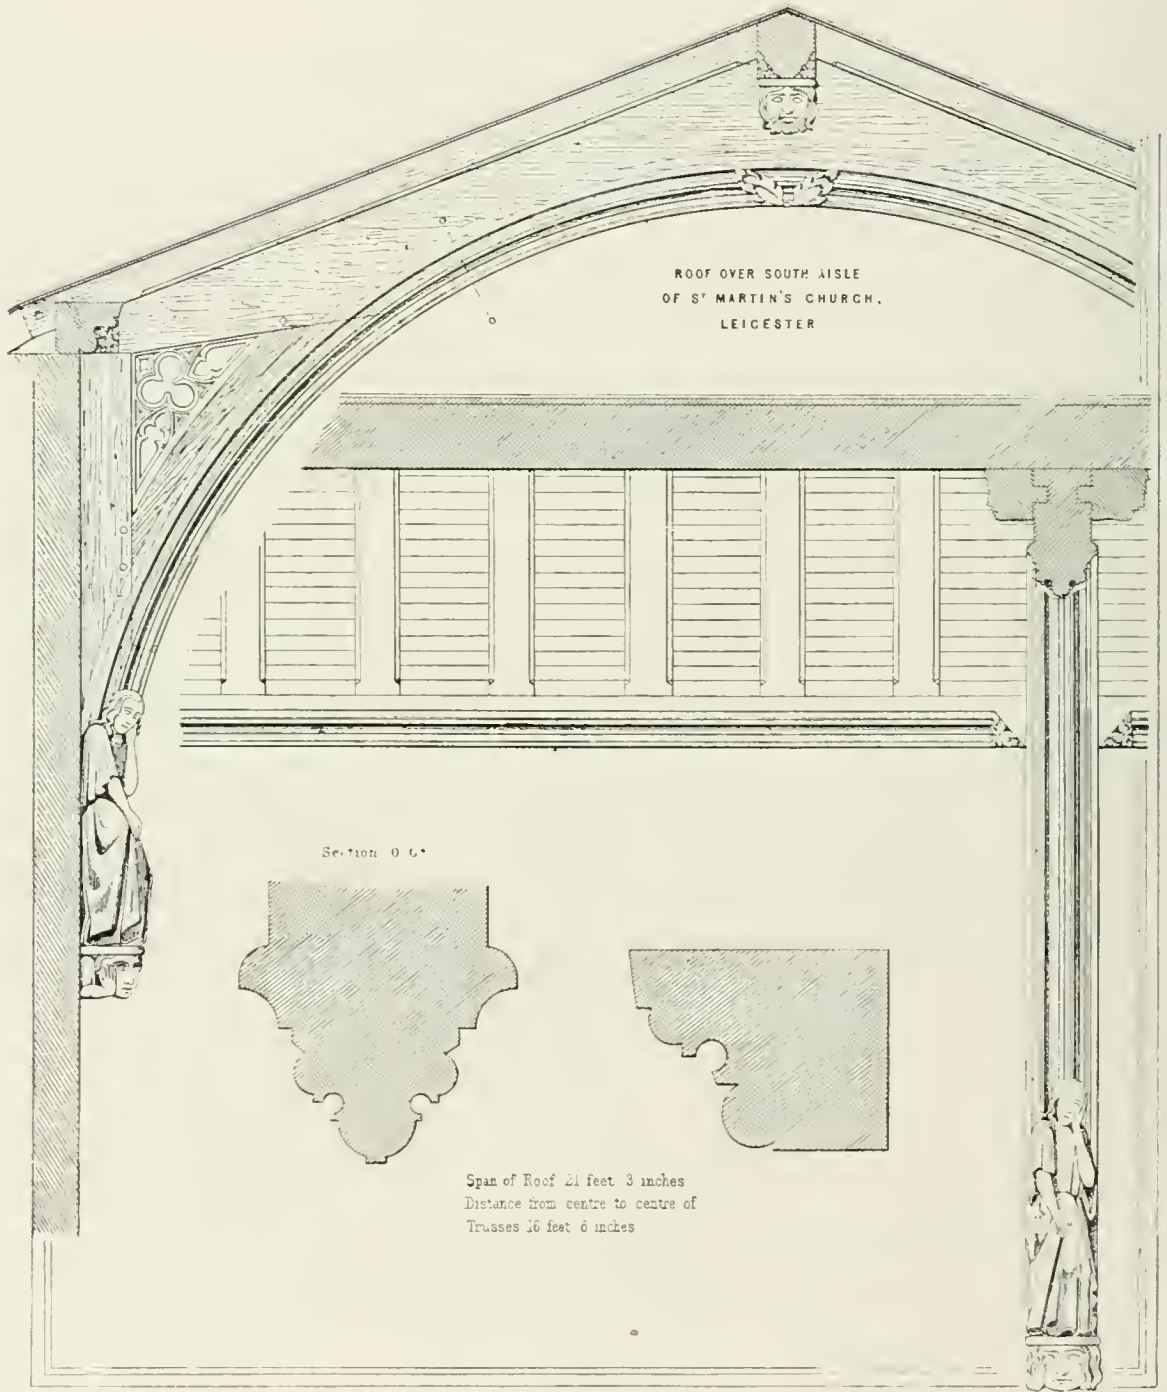 ROOF OVER SOUTH AISLE
OF Sᵀ MARTIN'S CHURCH,
LEICESTER
Section
Span of Roof 21 feet 3 inches
Distance from centre to centre of
Trusses 16 feet 6 inches